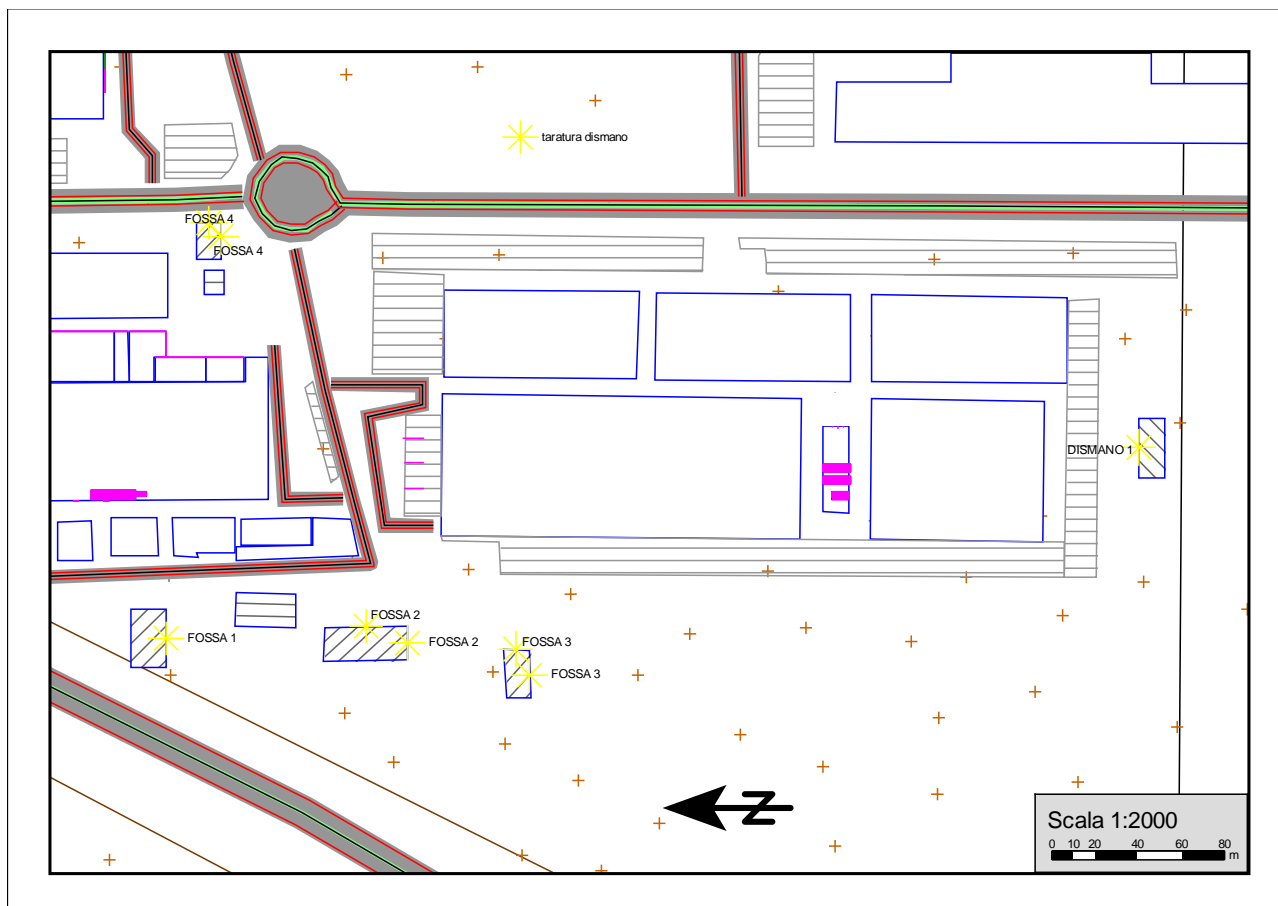 taratura dismano
FOSSA 4
FOSSA 4
DISMANO 1
FOSSA 2
FOSSA 1
FOSSA 2
FOSSA 3
FOSSA 3
Z
Scala 1:2000
0 10 20 40 60 80
m